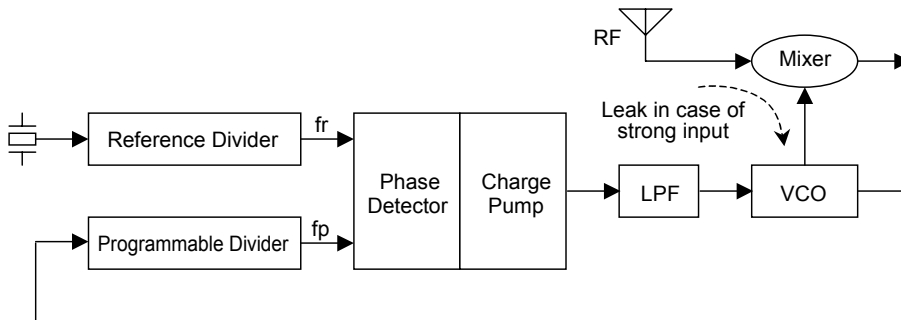 RF
Mixer
Leak in case of
strong input
Reference Divider
fr
Phase
Detector
Charge
Pump
LPF
VCO
Programmable Divider
fp